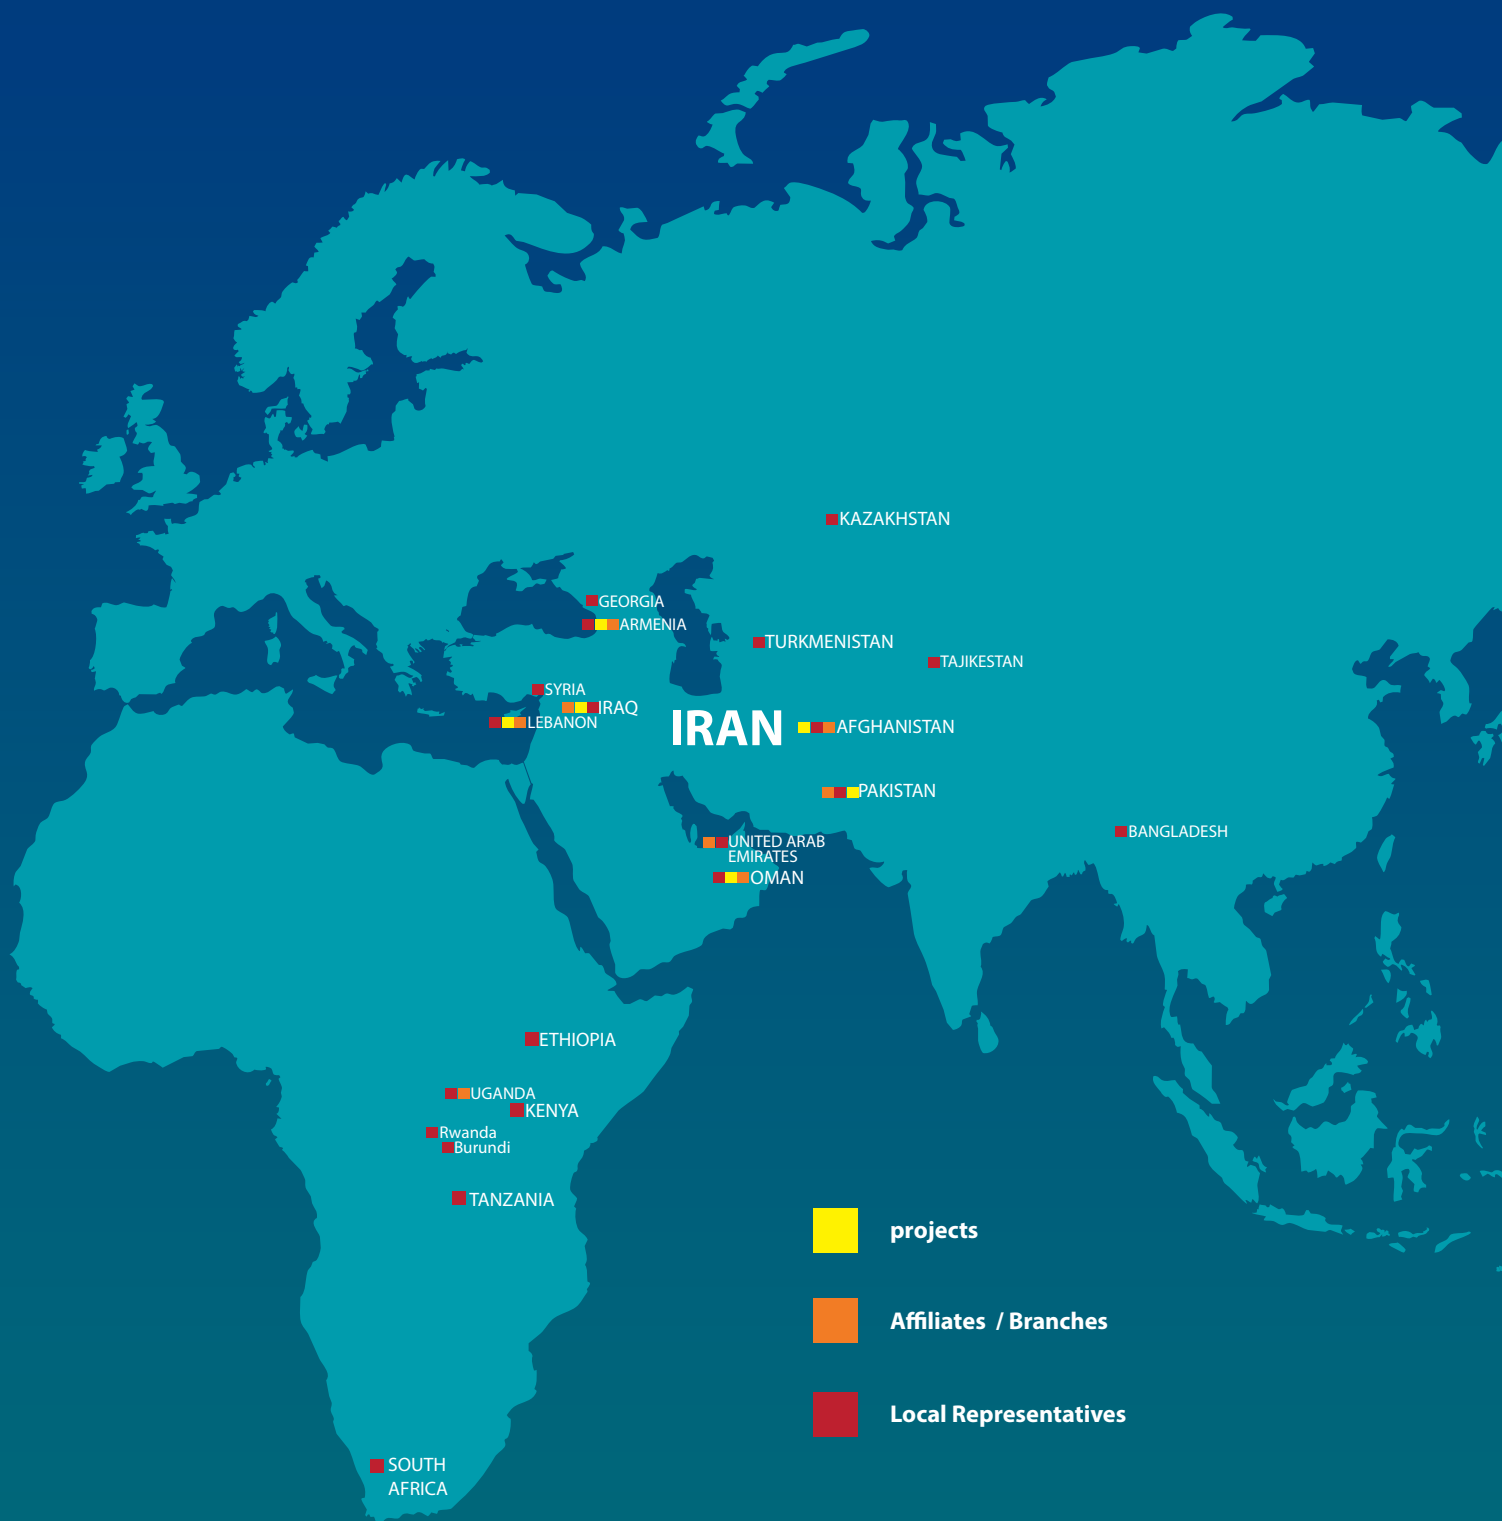 KAZAKHSTAN
GEORGIA
ARMENIA
TURKMENISTAN
TAJIKESTAN
SYRIA
IRAQ
LEBANON
IRAN
AFGHANISTAN
PAKISTAN
BANGLADESH
UNITED ARAB
EMIRATES
OMAN
ETHIOPIA
UGANDA
KENYA
Rwanda
Burundi
TANZANIA
projects
Affiliates / Branches
Local Representatives
SOUTH
AFRICA